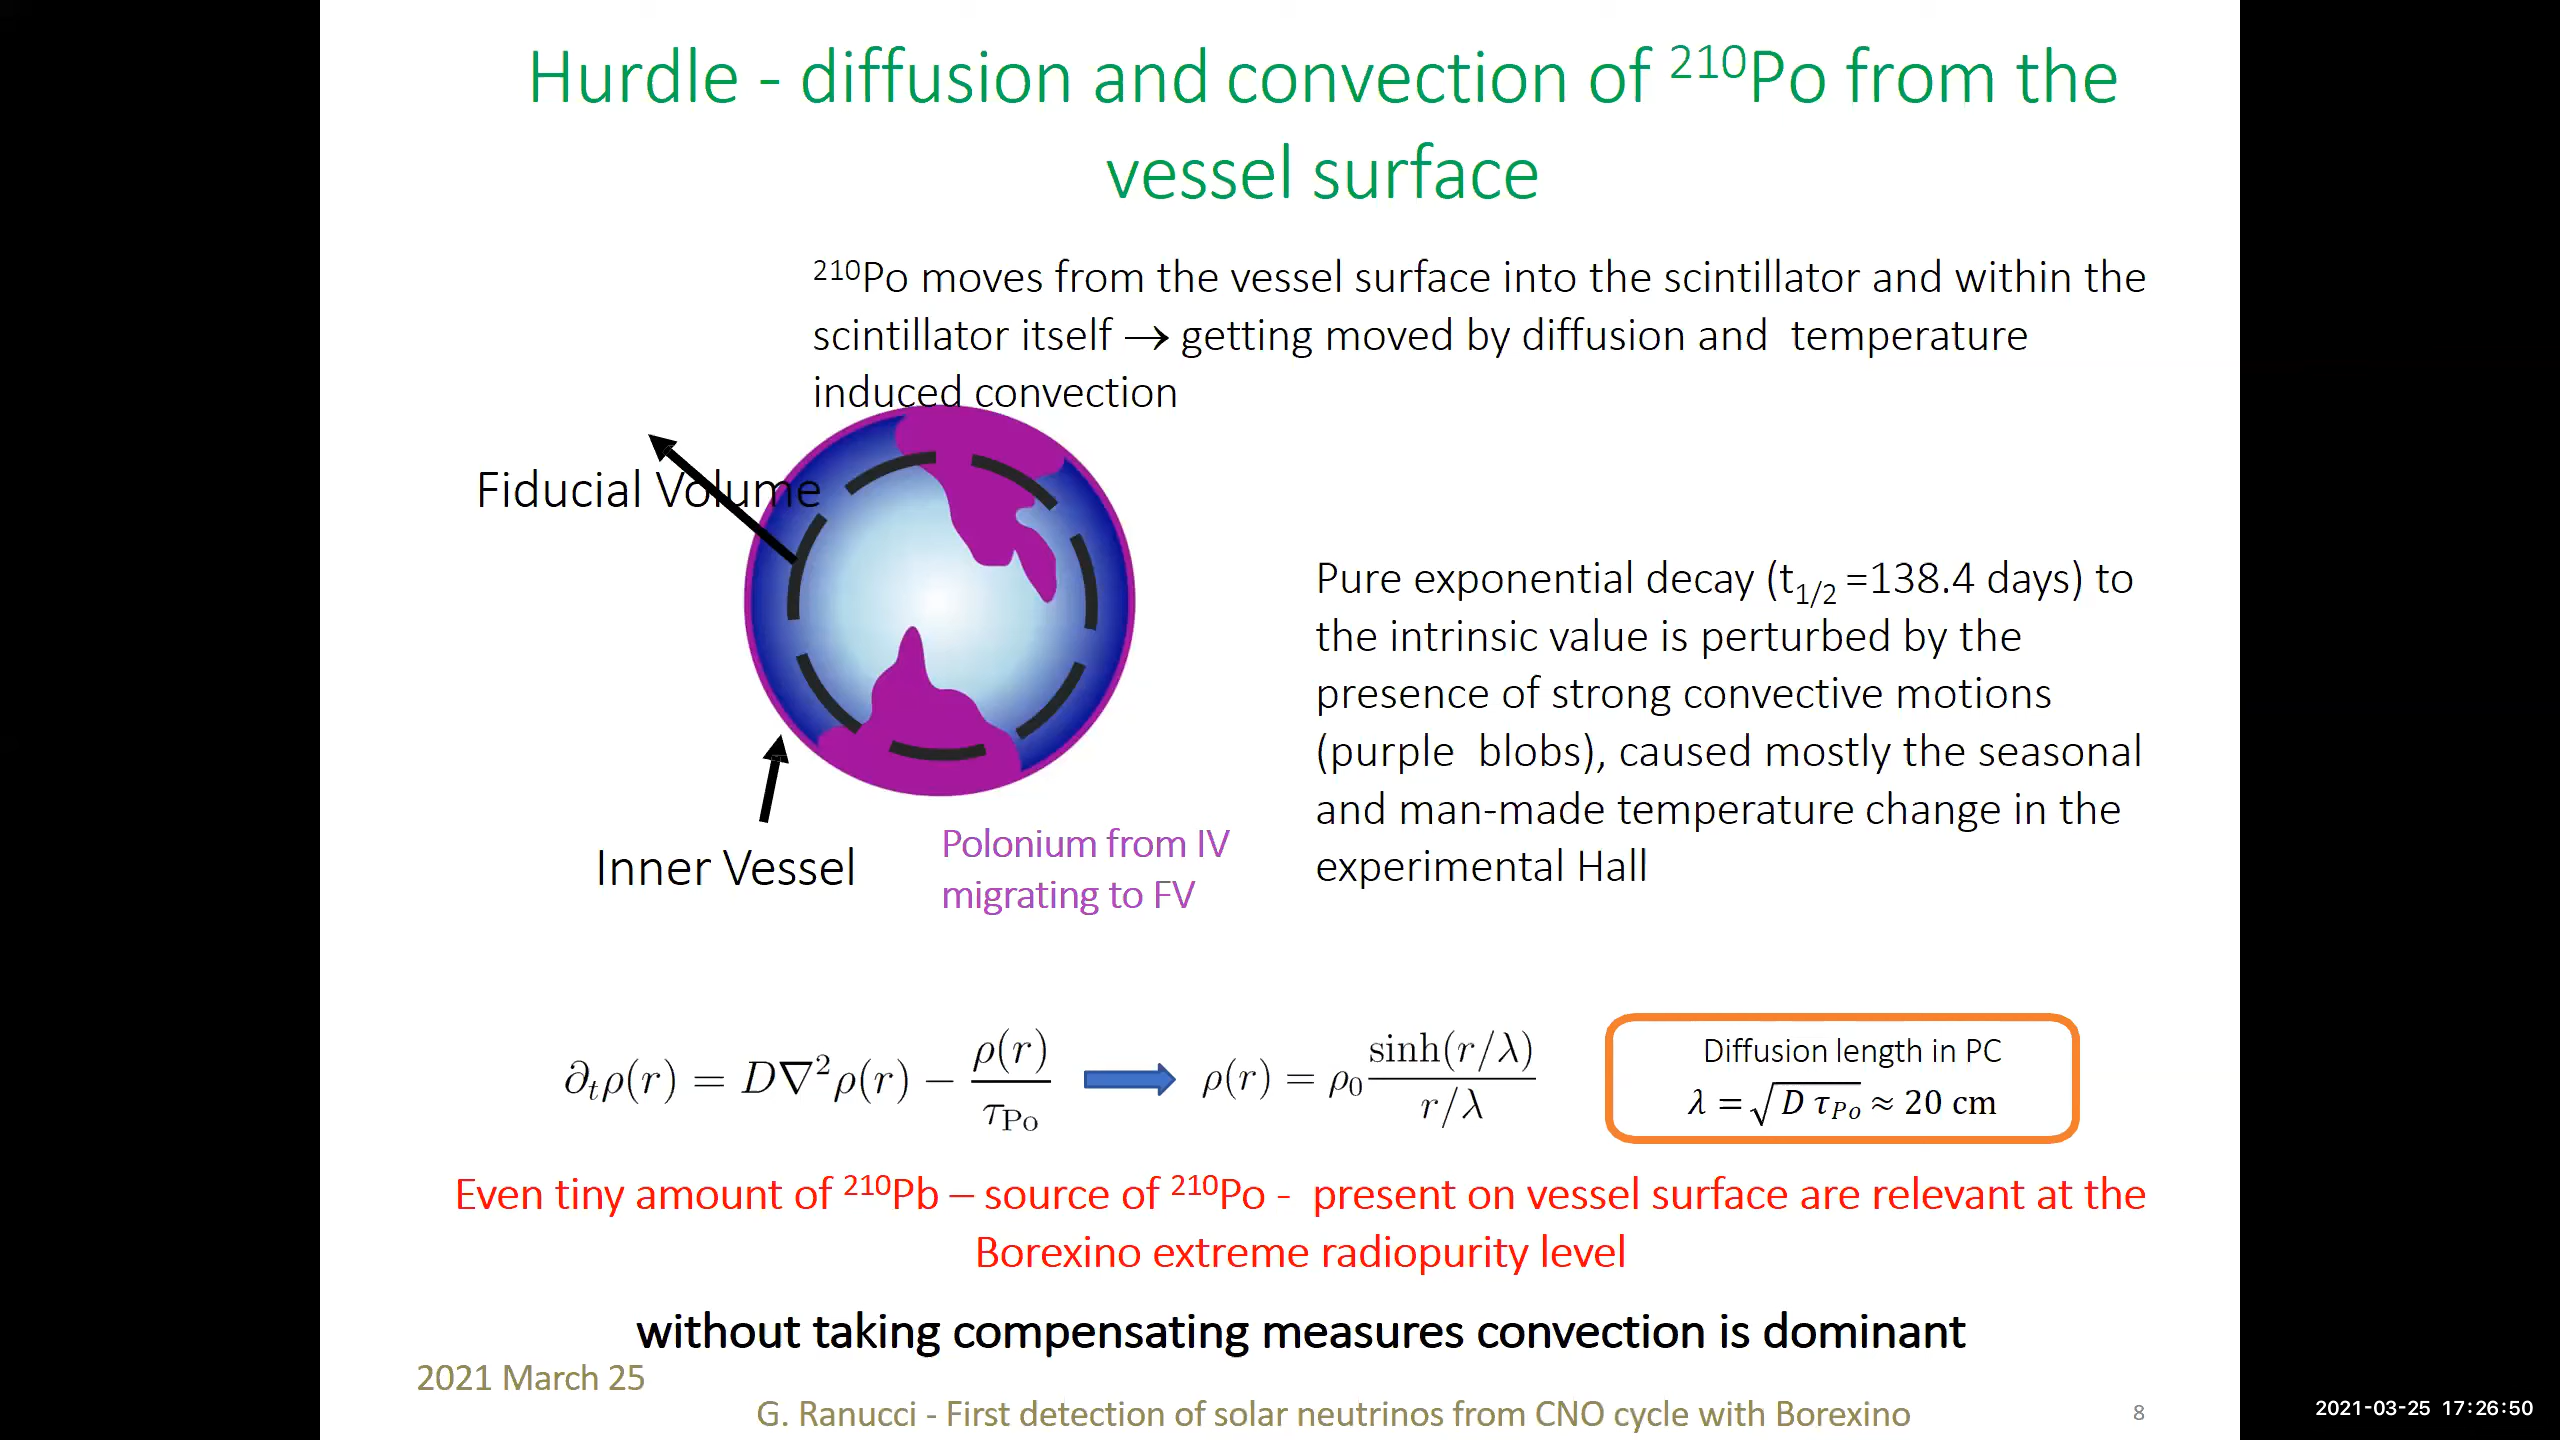 Hurdle - diffusion and convection of ²¹⁰Po from the
vessel surface
²¹⁰Po moves from the vessel surface into the scintillator and within the
scintillator itself → getting moved by diffusion and temperature
induced convection
Fiducial Volume
Pure exponential decay (t₁/₂ =138.4 days) to
the intrinsic value is perturbed by the
presence of strong convective motions
(purple blobs), caused mostly the seasonal
and man-made temperature change in the
experimental Hall
Inner Vessel
Polonium from IV
migrating to FV
∂ₜρ(r) = D∇²ρ(r) − ρ(r)/τ_Po
ρ(r) = ρ₀ sinh(r/λ)/(r/λ)
Diffusion length in PC
λ = √(D τ_Po) ≈ 20 cm
Even tiny amount of ²¹⁰Pb – source of ²¹⁰Po - present on vessel surface are relevant at the
Borexino extreme radiopurity level
without taking compensating measures convection is dominant
2021 March 25
G. Ranucci - First detection of solar neutrinos from CNO cycle with Borexino
8
2021-03-25 17:26:50